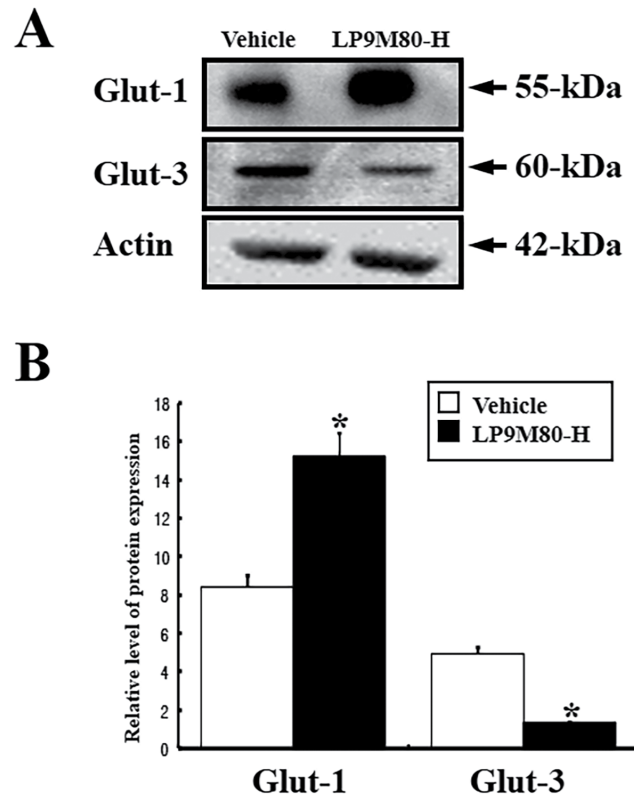 A
Vehicle LP9M80-H
Glut-1 55-kDa
Glut-3 60-kDa
Actin 42-kDa
B
Vehicle
LP9M80-H
Relative level of protein expression
18
16
14
12
10
8
6
4
2
0
*
*
Glut-1 Glut-3